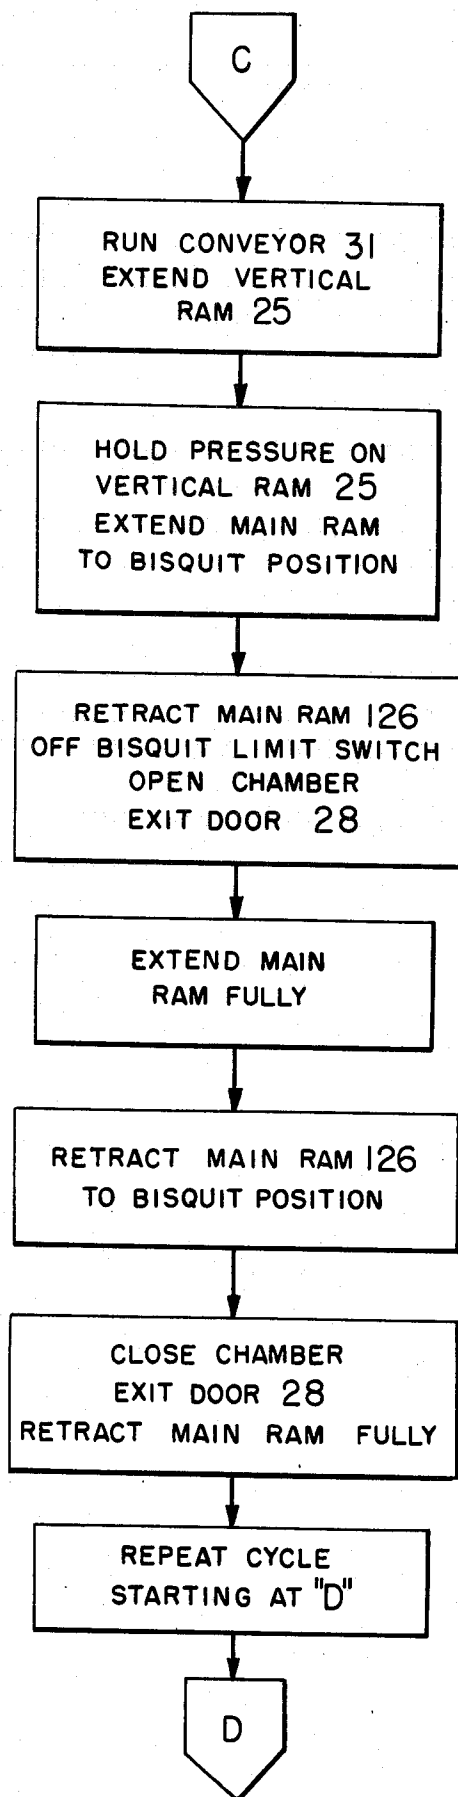 C
RUN CONVEYOR 31
EXTEND VERTICAL
RAM 25
HOLD PRESSURE ON
VERTICAL RAM 25
EXTEND MAIN RAM
TO BISQUIT POSITION
RETRACT MAIN RAM 126
OFF BISQUIT LIMIT SWITCH
OPEN CHAMBER
EXIT DOOR 28
EXTEND MAIN
RAM FULLY
RETRACT MAIN RAM 126
TO BISQUIT POSITION
CLOSE CHAMBER
EXIT DOOR 28
RETRACT MAIN RAM FULLY
REPEAT CYCLE
STARTING AT "D"
D